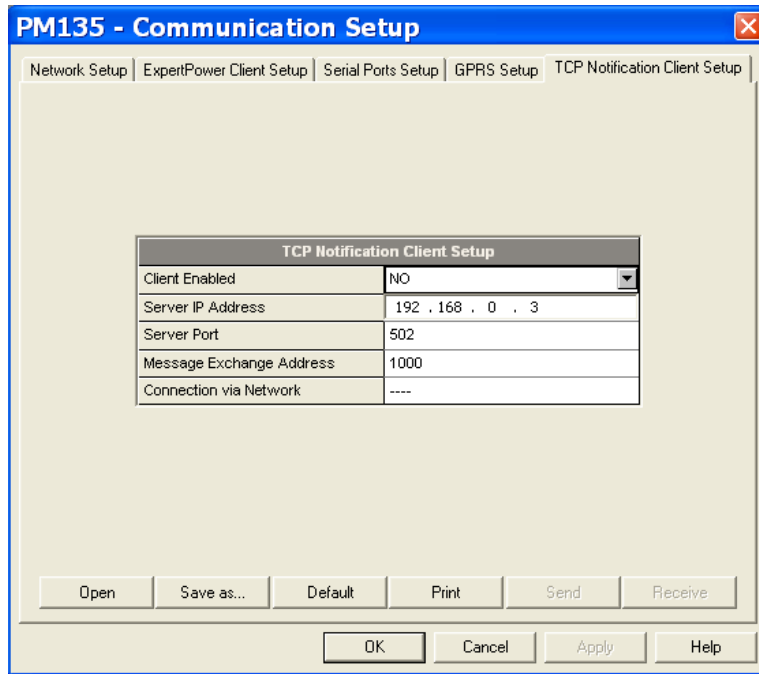 PM135 - Communication Setup
Network Setup ExpertPower Client Setup Serial Ports Setup GPRS Setup TCP Notification Client Setup
TCP Notification Client Setup
Client Enabled NO
Server IP Address 192 . 168 . 0 . 3
Server Port 502
Message Exchange Address 1000
Connection via Network ----
Open Save as... Default Print Send Receive
OK Cancel Apply Help